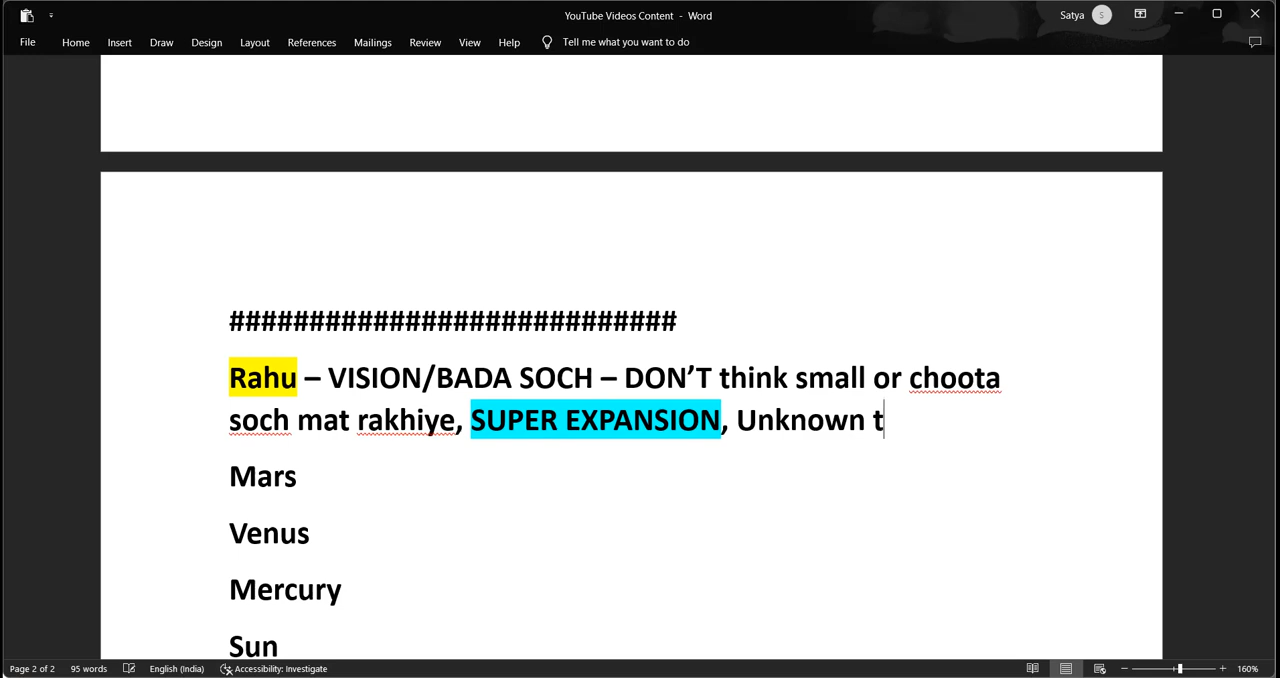 YouTube Videos Content - Word
Satya S
File Home Insert Draw Design Layout References Mailings Review View Help Tell me what you want to do
############################
Rahu – VISION/BADA SOCH – DON’T think small or choota
soch mat rakhiye, SUPER EXPANSION, Unknown t
Mars
Venus
Mercury
Sun
Page 2 of 2 95 words English (India) Accessibility: Investigate 160%